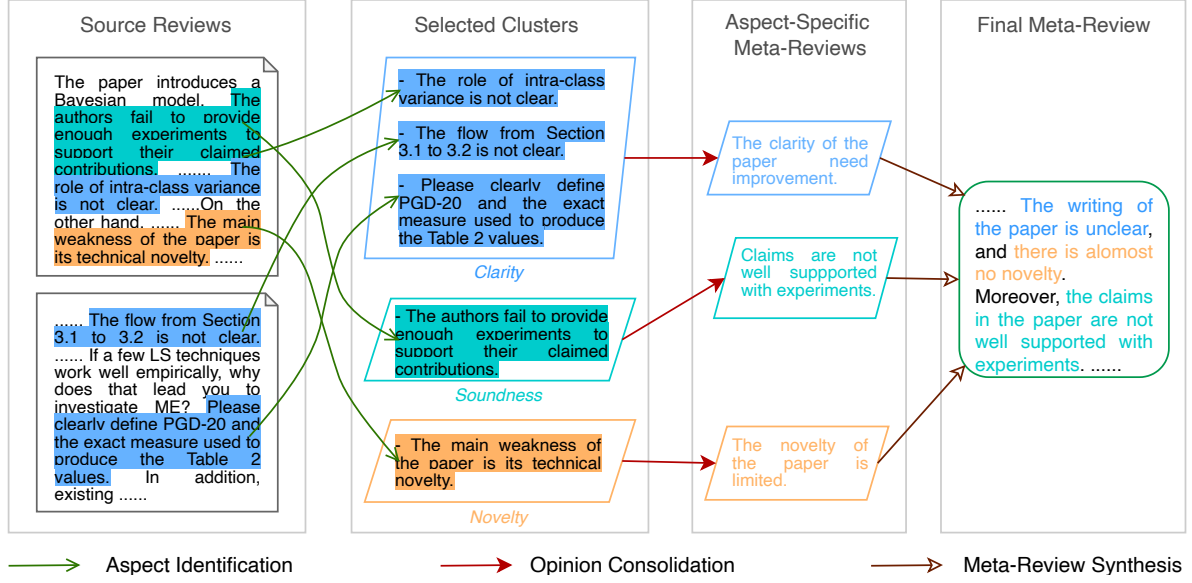 Source Reviews
The paper introduces a
Bayesian model. The
authors fail to provide
enough experiments to
support their claimed
contributions. ....... The
role of intra-class variance
is not clear. ......On the
other hand, ...... The main
weakness of the paper is
its technical novelty. ......
...... The flow from Section
3.1 to 3.2 is not clear.
...... If a few LS techniques
work well empirically, why
does that lead you to
investigate ME? Please
clearly define PGD-20 and
the exact measure used to
produce the Table 2
values. In addition,
existing ......
Selected Clusters
- The role of intra-class
variance is not clear.
- The flow from Section
3.1 to 3.2 is not clear.
- Please clearly define
PGD-20 and the exact
measure used to produce
the Table 2 values.
Clarity
- The authors fail to provide
enough experiments to
support their claimed
contributions.
Soundness
- The main weakness of
the paper is its technical
novelty.
Novelty
Aspect-Specific
Meta-Reviews
The clarity of the
paper need
improvement.
Claims are not
well suppported
with experiments.
The novelty of
the paper is
limited.
Final Meta-Review
...... The writing of
the paper is unclear,
and there is alomost
no novelty.
Moreover, the claims
in the paper are not
well supported with
experiments. ......
Aspect Identification
Opinion Consolidation
Meta-Review Synthesis